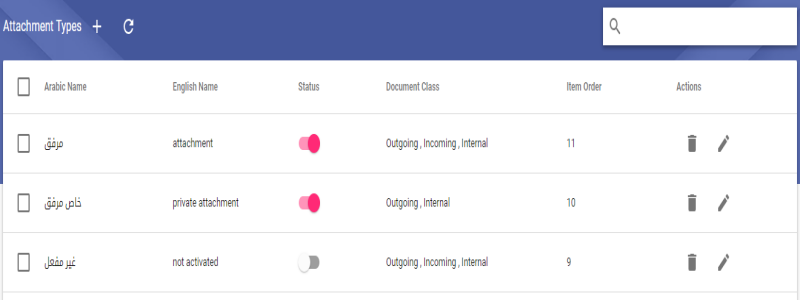 Attachment Types
Arabic Name English Name Status Document Class Item Order Actions
مرفق attachment Outgoing , Incoming , Internal 11
خاص مرفق private attachment Outgoing , Internal 10
غير مفعل not activated Outgoing , Incoming , Internal 9